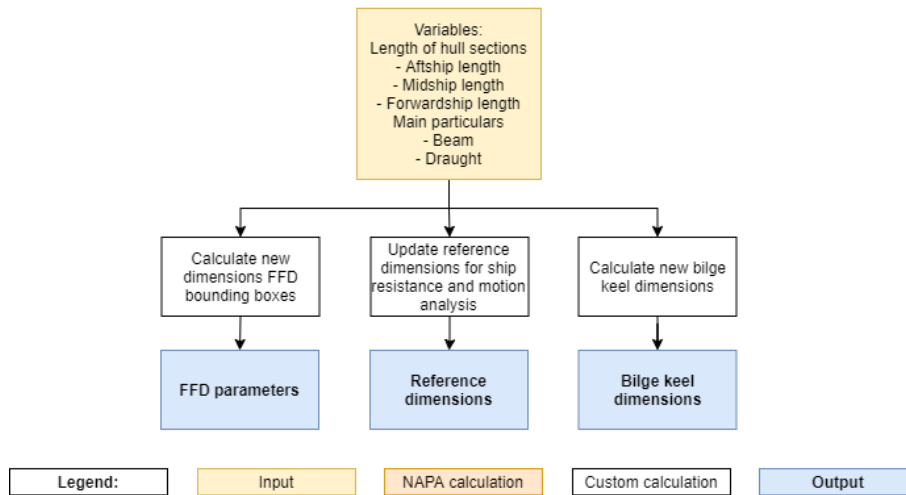 Variables:
Length of hull sections
- Aftship length
- Midship length
- Forwardship length
Main particulars
- Beam
- Draught
Calculate new
dimensions FFD
bounding boxes
Update reference
dimensions for ship
resistance and motion
analysis
Calculate new bilge
keel dimensions
FFD parameters
Reference
dimensions
Bilge keel
dimensions
Legend:
Input
NAPA calculation
Custom calculation
Output